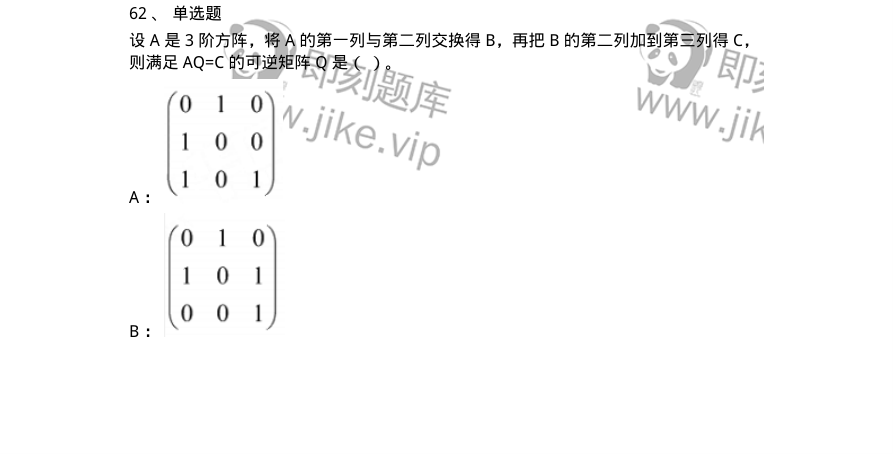 62 、 单选题
设 A 是 3 阶方阵，将 A 的第一列与第二列交换得 B，再把 B 的第二列加到第三列得 C，
则满足 AQ=C 的可逆矩阵 Q 是（ ）。
即刻题库
即刻
w.jike.vip
www.jik
0 1 0
1 0 0
1 0 1
A：
0 1 0
1 0 1
0 0 1
B：